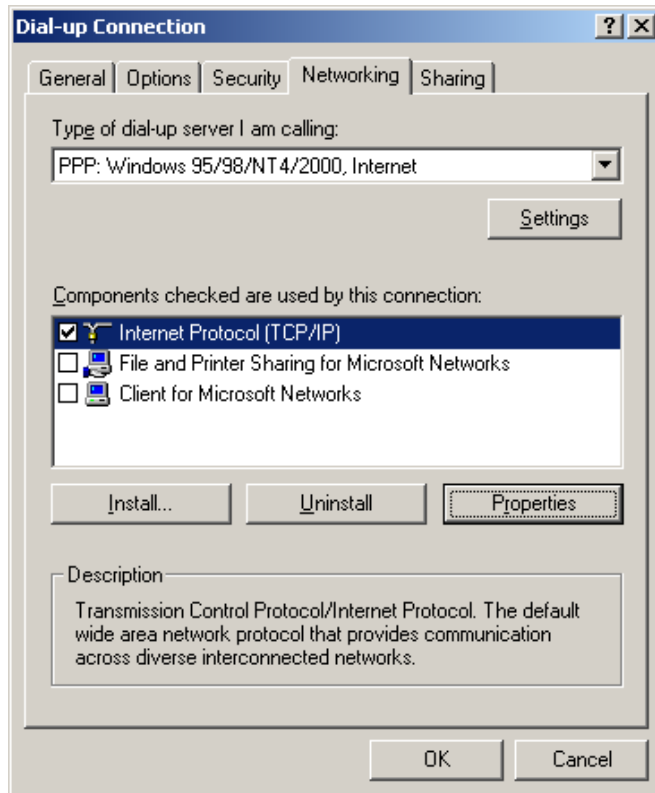 Dial-up Connection
General Options Security Networking Sharing
Type of dial-up server I am calling:
PPP: Windows 95/98/NT4/2000, Internet
Settings
Components checked are used by this connection:
Internet Protocol (TCP/IP)
File and Printer Sharing for Microsoft Networks
Client for Microsoft Networks
Install... Uninstall Properties
Description
Transmission Control Protocol/Internet Protocol. The default
wide area network protocol that provides communication
across diverse interconnected networks.
OK Cancel